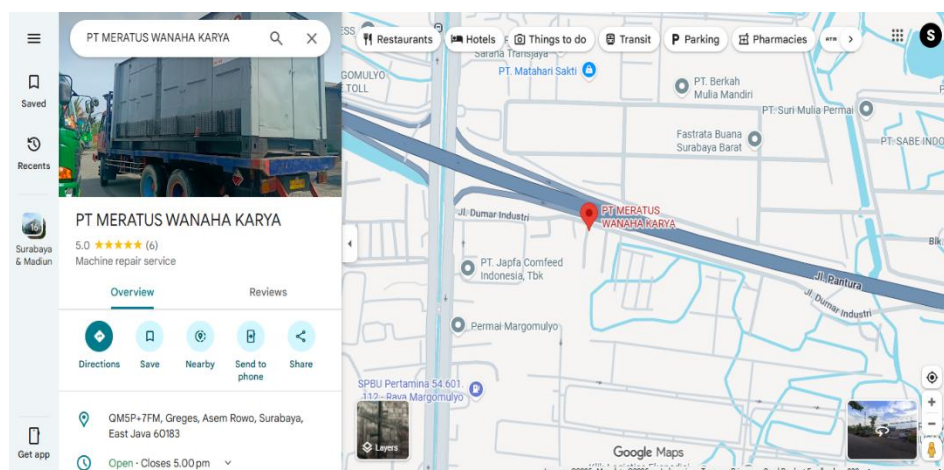 PT MERATUS WANAHA KARYA
Saved
Recents
Surabaya
& Madiun
Get app
PT MERATUS WANAHA KARYA
5.0 ★★★★★ (6)
Machine repair service
Overview
Reviews
Directions
Save
Nearby
Send to
phone
Share
QM5P+7FM, Greges, Asem Rowo, Surabaya,
East Java 60183
Open · Closes 5.00 pm
Restaurants
Hotels
Things to do
Transit
Parking
Pharmacies
ATM
S
Sarana Transjaya
PT. Matahari Sakti
GOMULYO
TOLL
PT. Berkah
Mulia Mandiri
PT. Suri Mulia Permai
Fastrata Buana
Surabaya Barat
PT. SABE INDO
Jl. Dumar Industri
PT MERATUS
WANAHA KARYA
Blk
PT. Japfa Comfeed
Indonesia, Tbk
Jl. Pantura
Jl. Dumar Industri
Permai Margomulyo
SPBU Pertamina 54.601.
112 - Raya Margomulyo
Layers
Google Maps